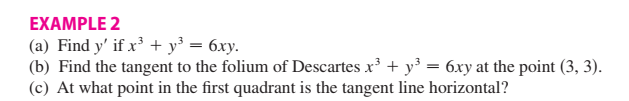 EXAMPLE 2
(a) Find y′ if x³ + y³ = 6xy.
(b) Find the tangent to the folium of Descartes x³ + y³ = 6xy at the point (3, 3).
(c) At what point in the first quadrant is the tangent line horizontal?